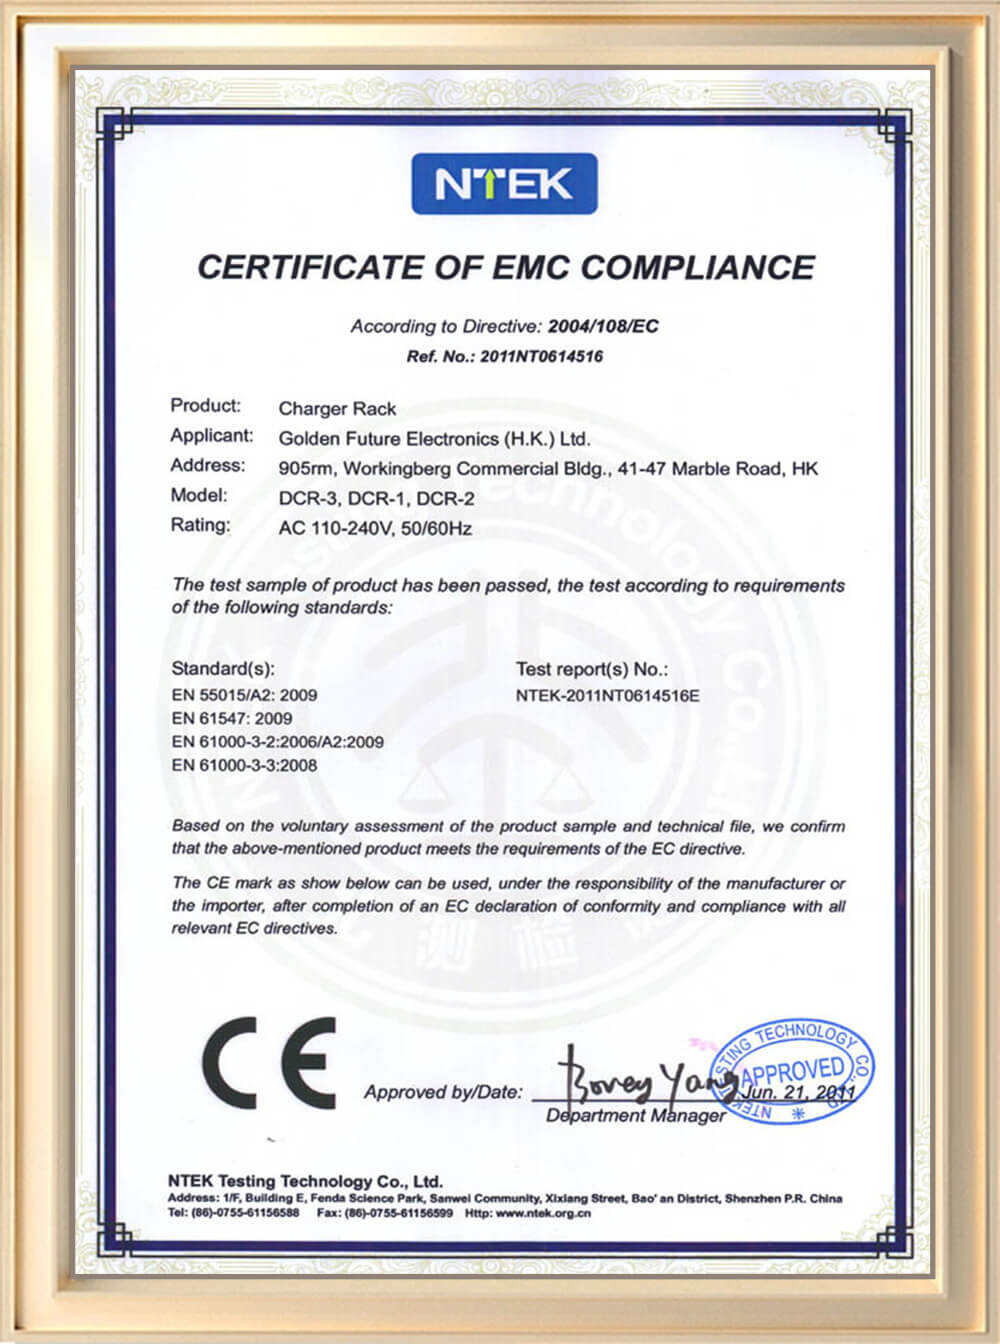 NTEK
CERTIFICATE OF EMC COMPLIANCE
According to Directive: 2004/108/EC
Ref. No.: 2011NT0614516
Product: Charger Rack
Applicant: Golden Future Electronics (H.K.) Ltd.
Address: 905rm, Workingberg Commercial Bldg., 41-47 Marble Road, HK
Model: DCR-3, DCR-1, DCR-2
Rating: AC 110-240V, 50/60Hz
The test sample of product has been passed, the test according to requirements
of the following standards:
Standard(s): Test report(s) No.:
EN 55015/A2: 2009 NTEK-2011NT0614516E
EN 61547: 2009
EN 61000-3-2:2006/A2:2009
EN 61000-3-3:2008
Based on the voluntary assessment of the product sample and technical file, we confirm
that the above-mentioned product meets the requirements of the EC directive.
The CE mark as show below can be used, under the responsibility of the manufacturer or
the importer, after completion of an EC declaration of conformity and compliance with all
relevant EC directives.
CE
Approved by/Date: Bovey Yang Jun. 21, 2011
Department Manager
NTEK TESTING TECHNOLOGY CO., LTD
APPROVED
NTEK Testing Technology Co., Ltd.
Address: 1/F, Building E, Fenda Science Park, Sanwei Community, Xixiang Street, Bao' an District, Shenzhen P.R. China
Tel: (86)-0755-61156588 Fax: (86)-0755-61156599 Http: www.ntek.org.cn